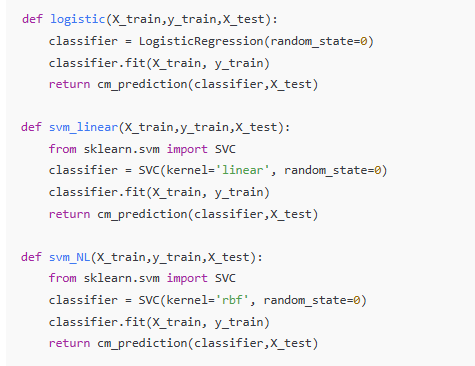 def logistic(X_train,y_train,X_test):
    classifier = LogisticRegression(random_state=0)
    classifier.fit(X_train, y_train)
    return cm_prediction(classifier,X_test)

def svm_linear(X_train,y_train,X_test):
    from sklearn.svm import SVC
    classifier = SVC(kernel='linear', random_state=0)
    classifier.fit(X_train, y_train)
    return cm_prediction(classifier,X_test)

def svm_NL(X_train,y_train,X_test):
    from sklearn.svm import SVC
    classifier = SVC(kernel='rbf', random_state=0)
    classifier.fit(X_train, y_train)
    return cm_prediction(classifier,X_test)